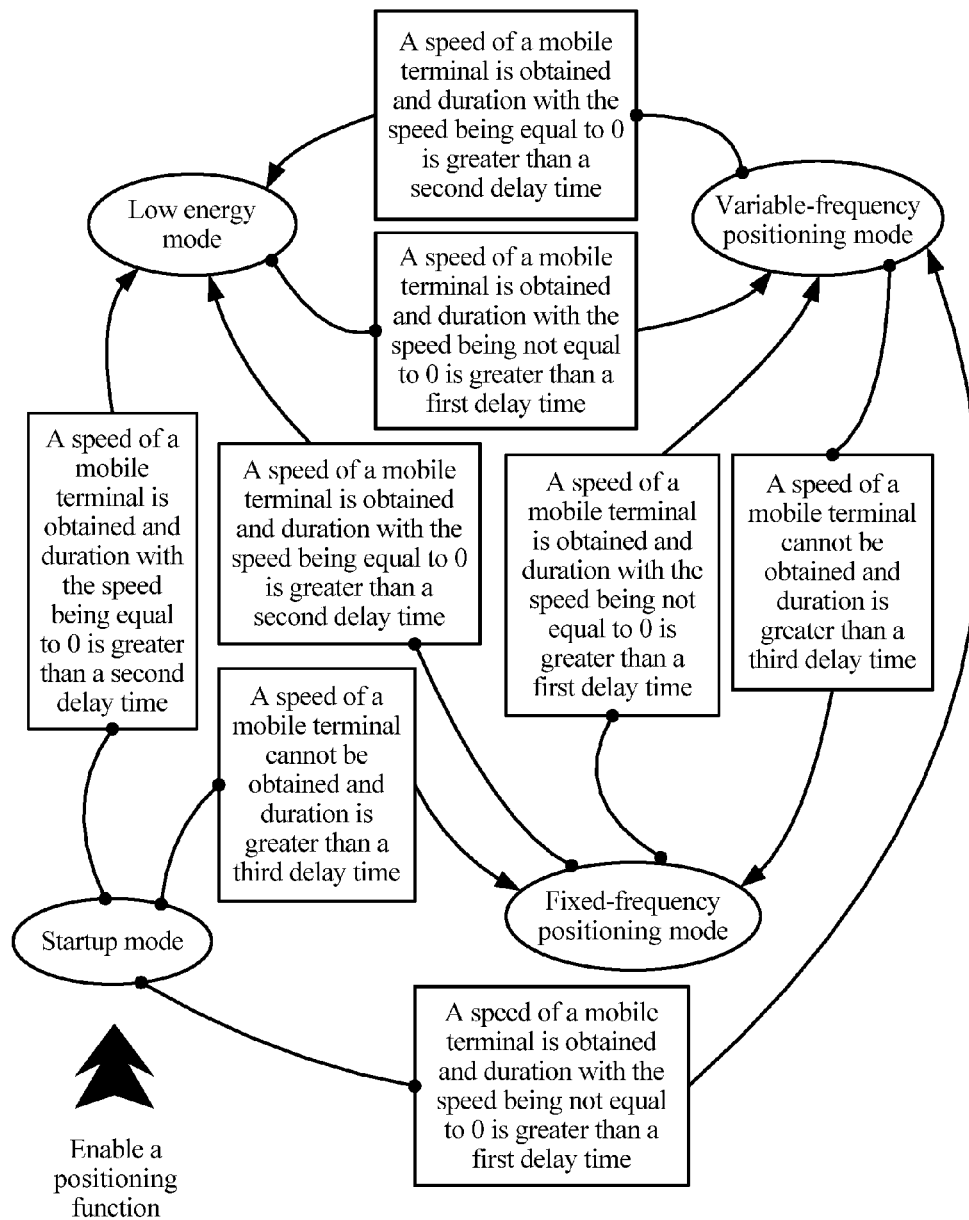 A speed of a mobile
terminal is obtained
and duration with the
speed being equal to 0
is greater than a
second delay time
Low energy
mode
Variable-frequency
positioning mode
A speed of a mobile
terminal is obtained
and duration with the
speed being not equal
to 0 is greater than a
first delay time
A speed of a
mobile
terminal is
obtained and
duration with
the speed
being equal to
0 is greater
than a second
delay time
A speed of a mobile
terminal is obtained
and duration with the
speed being equal to 0
is greater than a
second delay time
A speed of a
mobile terminal
is obtained and
duration with the
speed being not
equal to 0 is
greater than a
first delay time
A speed of a
mobile terminal
cannot be
obtained and
duration is
greater than a
third delay time
A speed of a
mobile terminal
cannot be
obtained and
duration is
greater than a
third delay time
Startup mode
Fixed-frequency
positioning mode
A speed of a mobile
terminal is obtained
and duration with the
speed being not equal
to 0 is greater than a
first delay time
Enable a
positioning
function